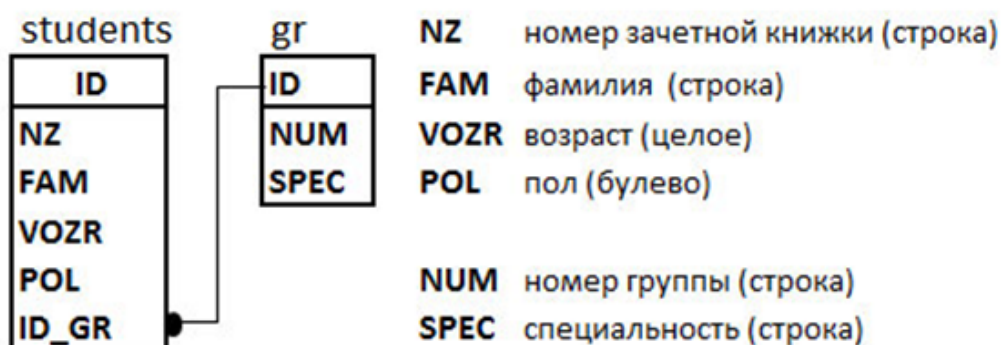 students
ID
NZ
FAM
VOZR
POL
ID_GR
gr
ID
NUM
SPEC
NZ номер зачетной книжки (строка)
FAM фамилия (строка)
VOZR возраст (целое)
POL пол (булево)
NUM номер группы (строка)
SPEC специальность (строка)